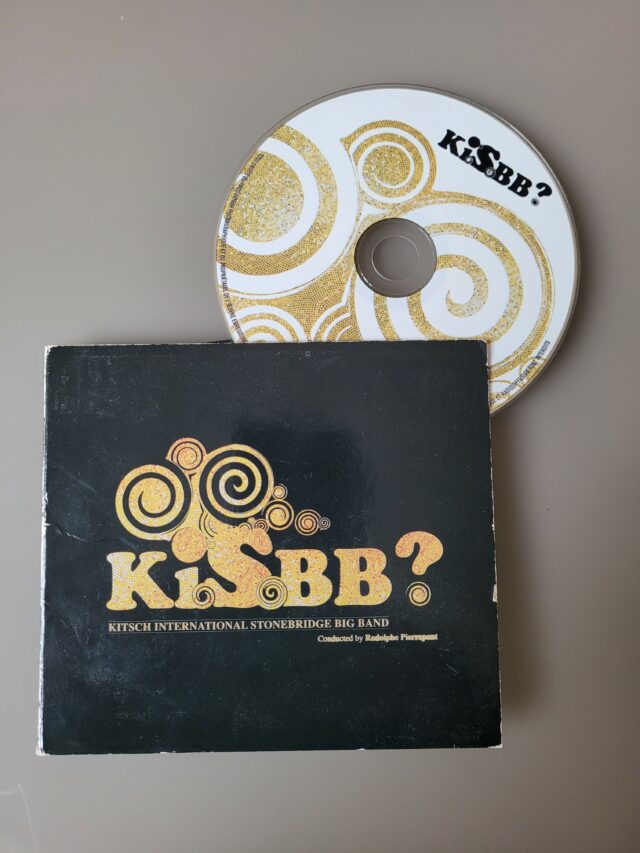 KiSBB?
KiSBB?
KITSCH INTERNATIONAL STONEBRIDGE BIG BAND
Conducted by Rodolphe Pierrepont